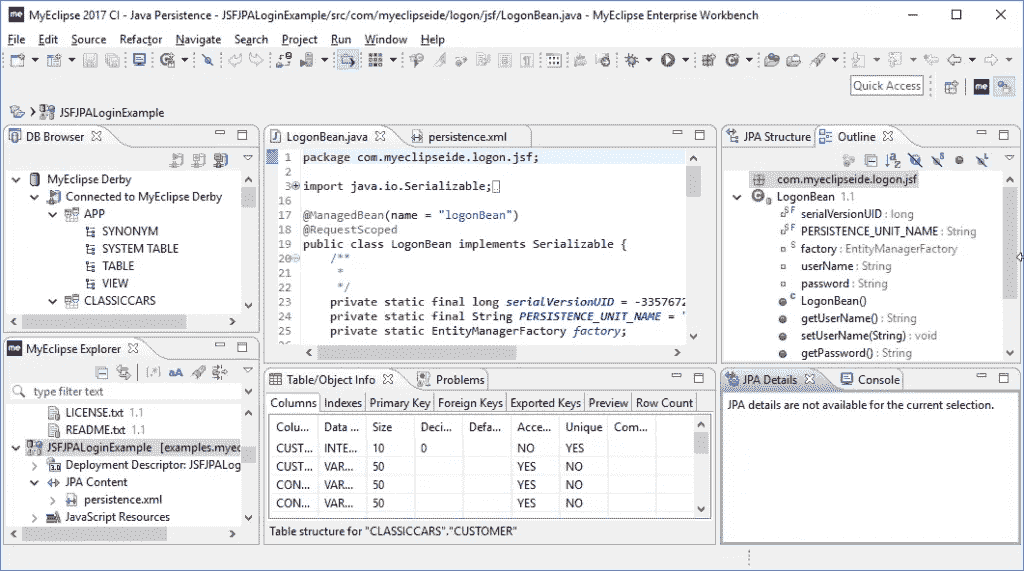 me MyEclipse 2017 CI - Java Persistence - JSFJPALoginExample/src/com/myeclipseide/logon/jsf/LogonBean.java - MyEclipse Enterprise Workbench
File Edit Source Refactor Navigate Search Project Run Window Help
Quick Access
me
JSFJPALoginExample
DB Browser
MyEclipse Derby
Connected to MyEclipse Derby
APP
SYNONYM
SYSTEM TABLE
TABLE
VIEW
CLASSICCARS
LogonBean.java persistence.xml
1 package com.myeclipseide.logon.jsf;
2
3 import java.io.Serializable;
16
17 @ManagedBean(name = "logonBean")
18 @RequestScoped
19 public class LogonBean implements Serializable {
20 /**
21 *
22 */
23 private static final long serialVersionUID = -3357672
24 private static final String PERSISTENCE_UNIT_NAME = "
25 private static EntityManagerFactory factory;
26
JPA Structure Outline
com.myeclipseide.logon.jsf
LogonBean 1.1
serialVersionUID : long
PERSISTENCE_UNIT_NAME : String
factory : EntityManagerFactory
userName : String
password : String
LogonBean()
getUserName() : String
setUserName(String) : void
getPassword() : String
me MyEclipse Explorer
type filter text
LICENSE.txt 1.1
README.txt 1.1
JSFJPALoginExample [examples.myec
Deployment Descriptor: JSFJPALog
JPA Content
persistence.xml
JavaScript Resources
Table/Object Info Problems
Columns Indexes Primary Key Foreign Keys Exported Keys Preview Row Count
Colu... Data ... Size Deci... Defa... Acce... Unique Com...
CUST... INTE... 10 0 NO YES
CUST... VAR... 50 YES NO
CON... VAR... 50 YES NO
CON... VAR... 50 YES NO
Table structure for "CLASSICCARS"."CUSTOMER"
JPA Details Console
JPA details are not available for the current selection.